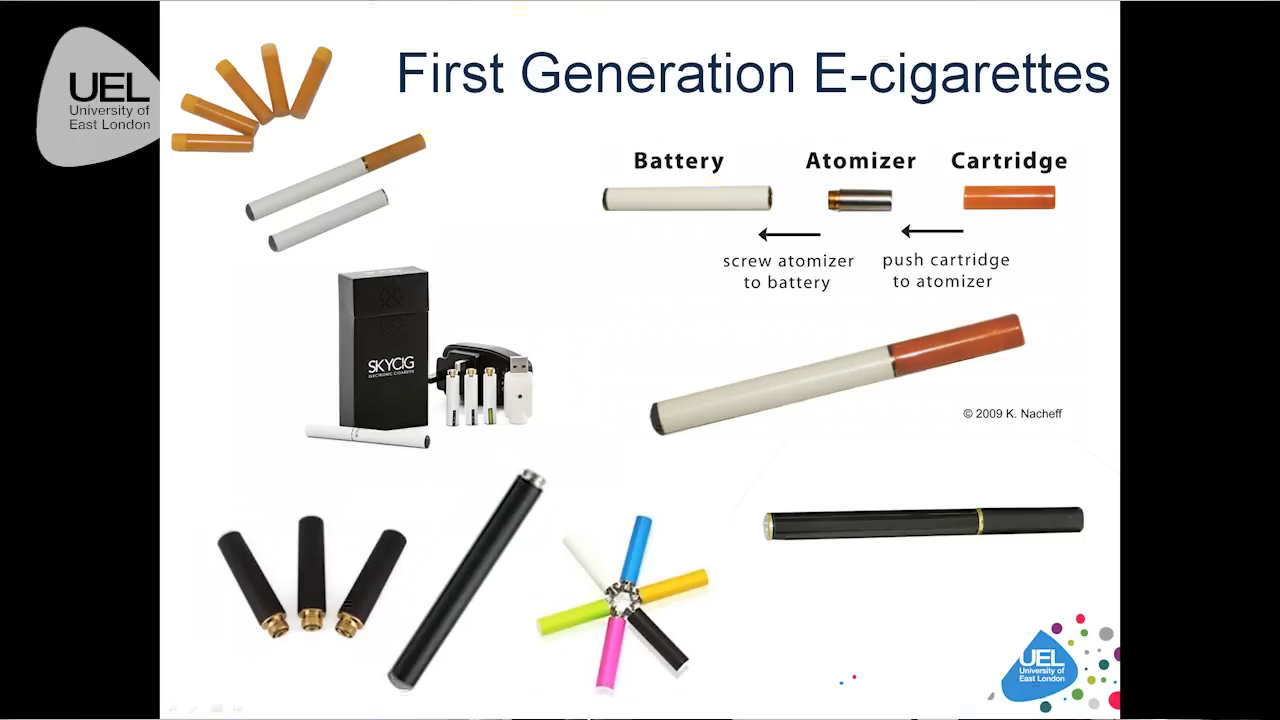 UEL
University of
East London
First Generation E-cigarettes
Battery
Atomizer
Cartridge
screw atomizer
to battery
push cartridge
to atomizer
SKYCIG
ELECTRONIC CIGARETTE
© 2009 K. Nacheff
UEL
University of
East London